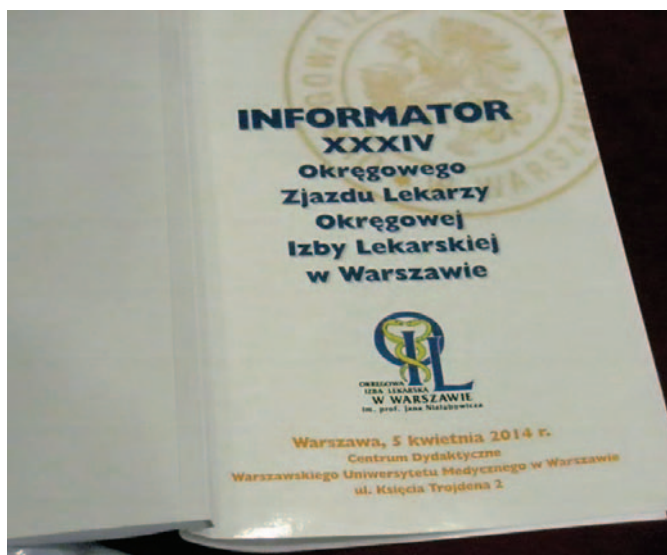 INFORMATOR
XXXIV
Okręgowego
Zjazdu Lekarzy
Okręgowej
Izby Lekarskiej
w Warszawie
OIL
OKRĘGOWA
IZBA LEKARSKA
W WARSZAWIE
im. prof. Jana Nielubowicza
Warszawa, 5 kwietnia 2014 r.
Centrum Dydaktyczne
Warszawskiego Uniwersytetu Medycznego w Warszawie
ul. Księcia Trojdena 2